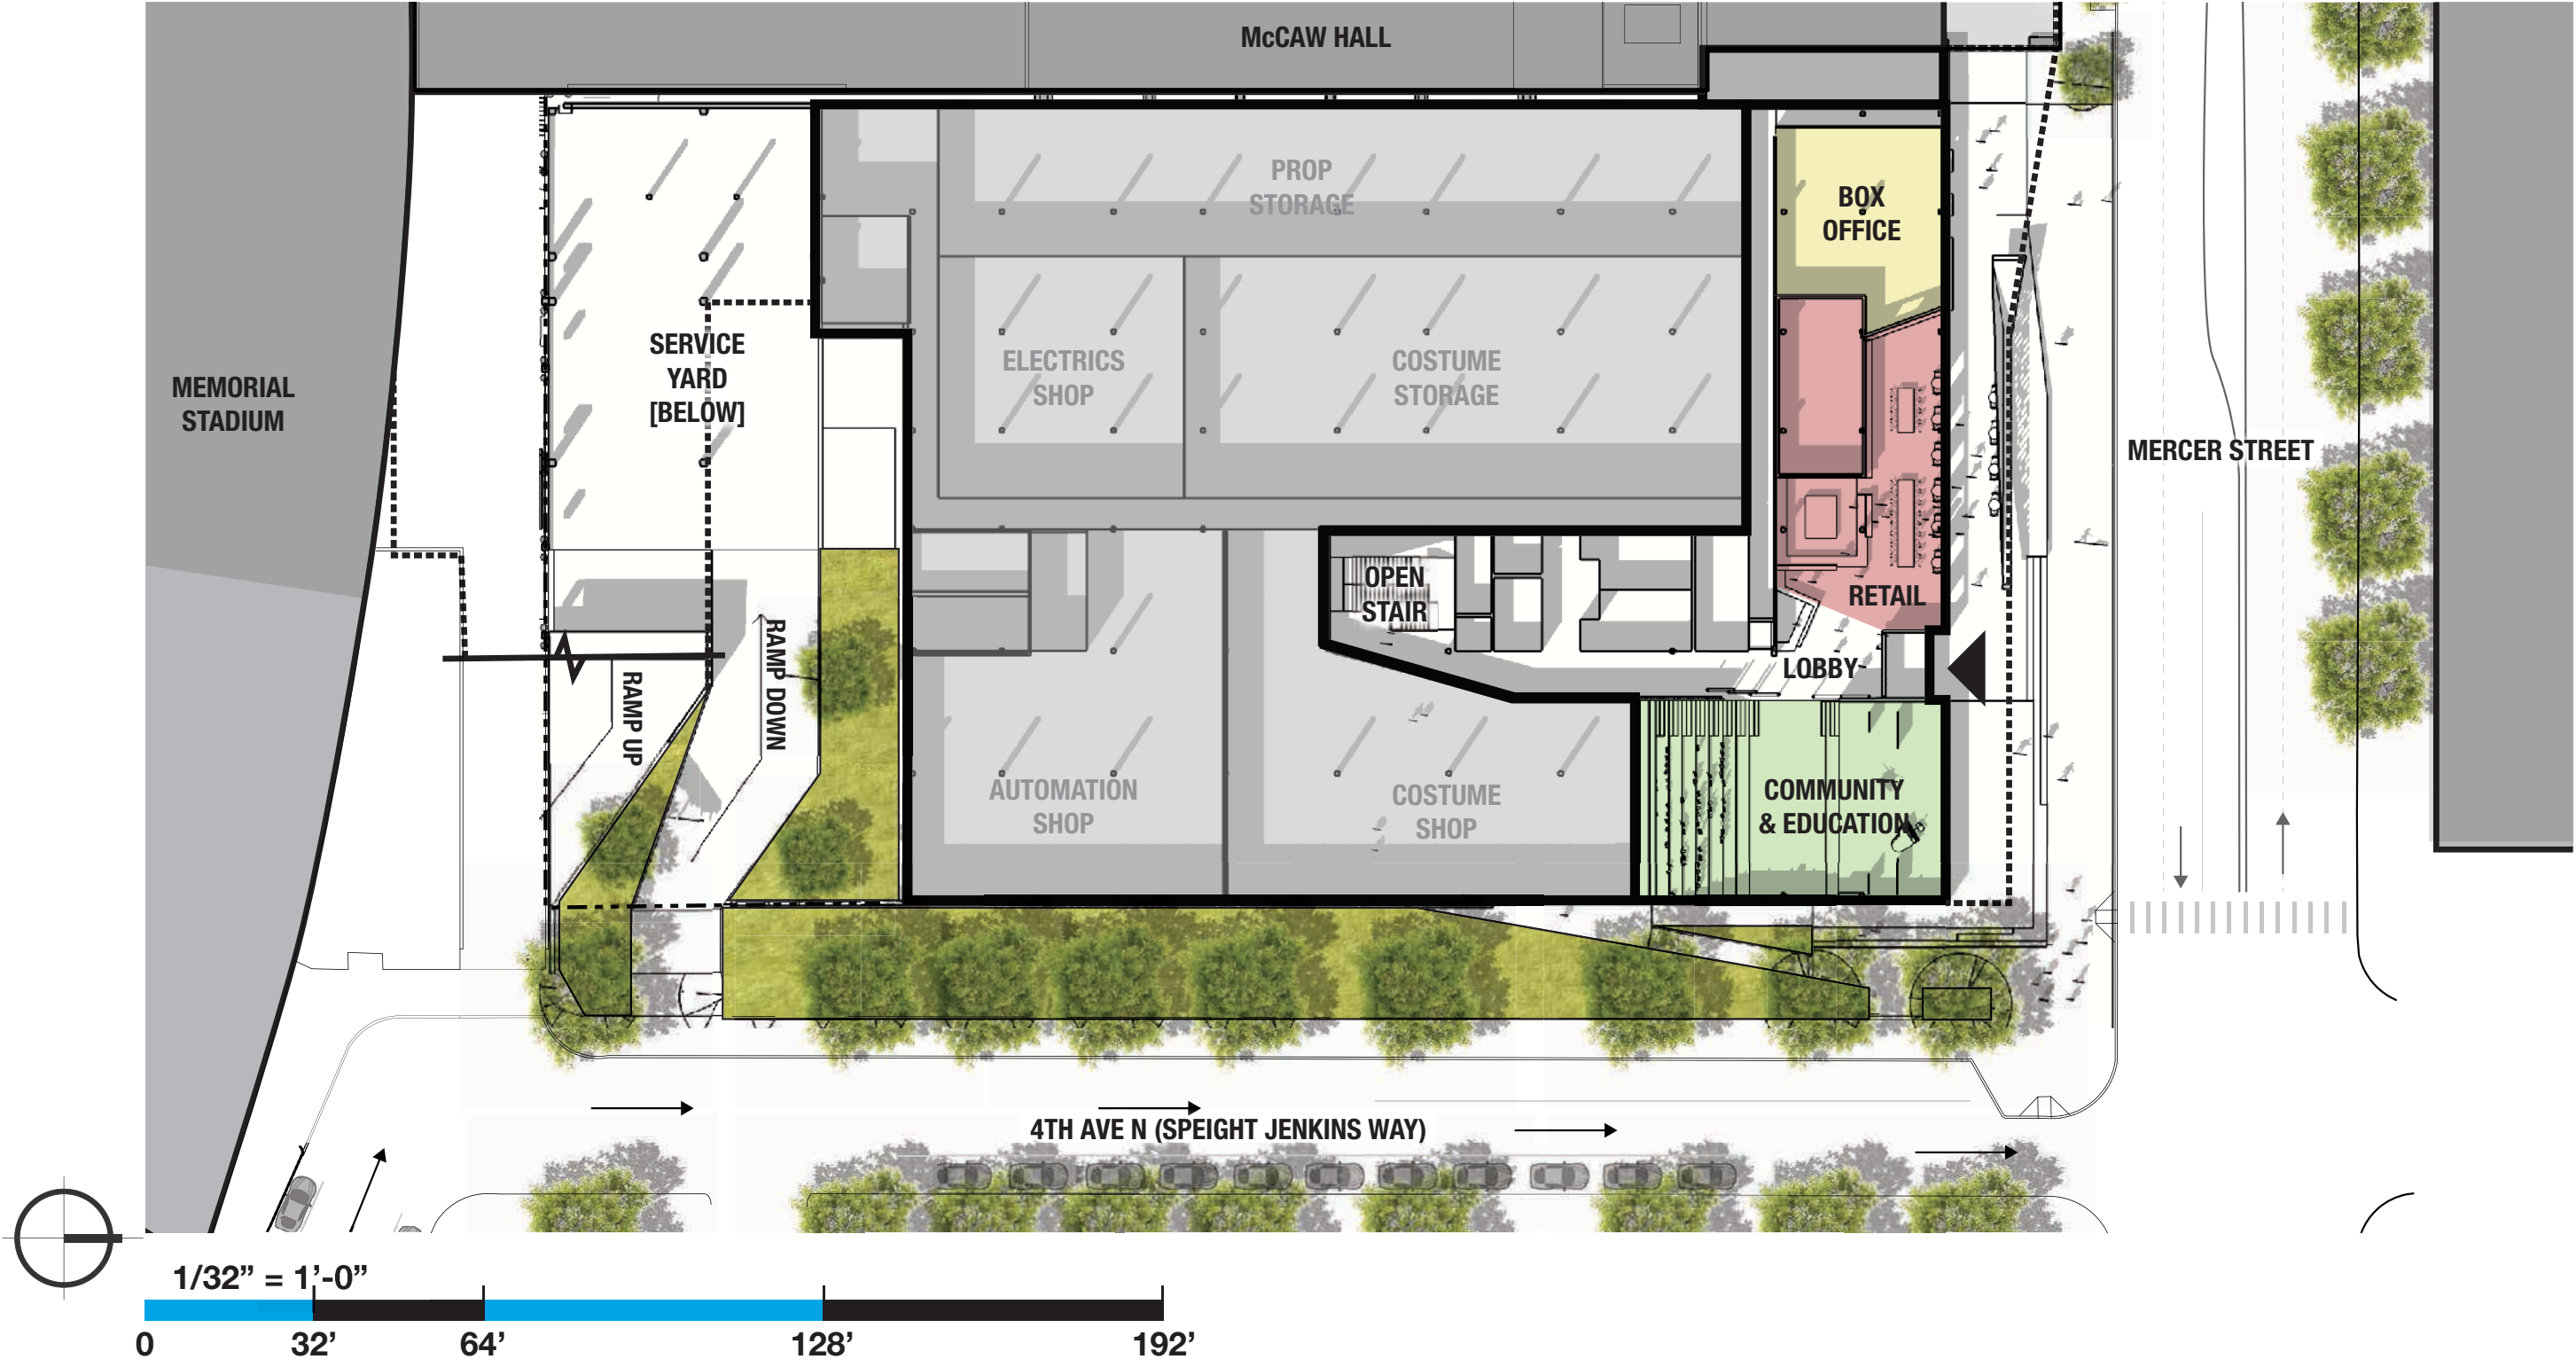 McCAW HALL
PROP
STORAGE
BOX
OFFICE
SERVICE
YARD
[BELOW]
ELECTRICS
SHOP
COSTUME
STORAGE
MEMORIAL
STADIUM
MERCER STREET
OPEN
STAIR
RETAIL
LOBBY
RAMP UP
RAMP DOWN
AUTOMATION
SHOP
COSTUME
SHOP
COMMUNITY
& EDUCATION
4TH AVE N (SPEIGHT JENKINS WAY)
1/32” = 1’-0”
0 32’ 64’ 128’ 192’